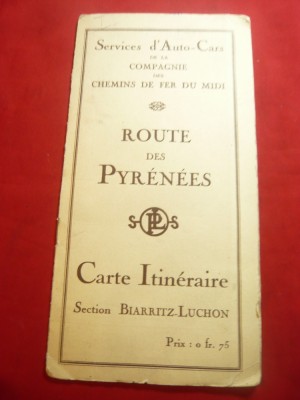 Services d'Auto-Cars
DE LA
COMPAGNIE
DES
CHEMINS DE FER DU MIDI
ROUTE
DES
PYRÉNÉES
Carte Itinéraire
Section BIARRITZ-LUCHON
Prix : 0 fr. 75